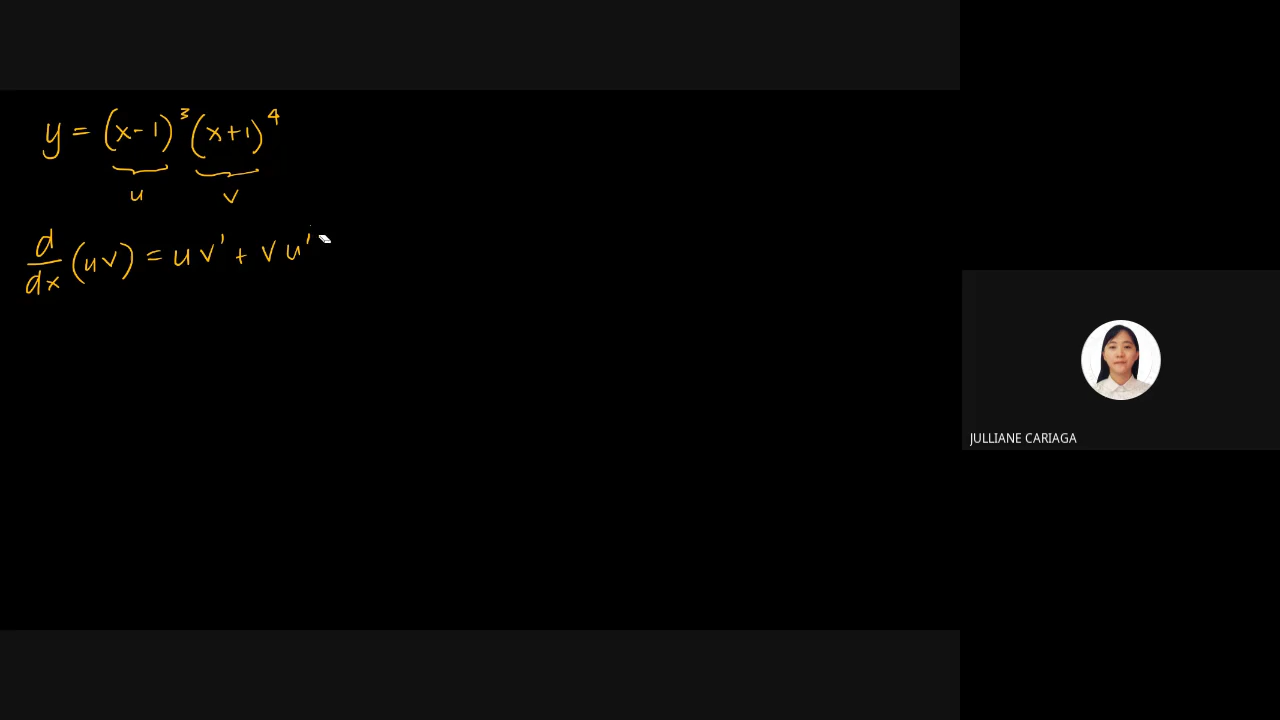 y = (x-1)³(x+1)⁴
u v
d/dx (uv) = uv' + vu'
JULLIANE CARIAGA